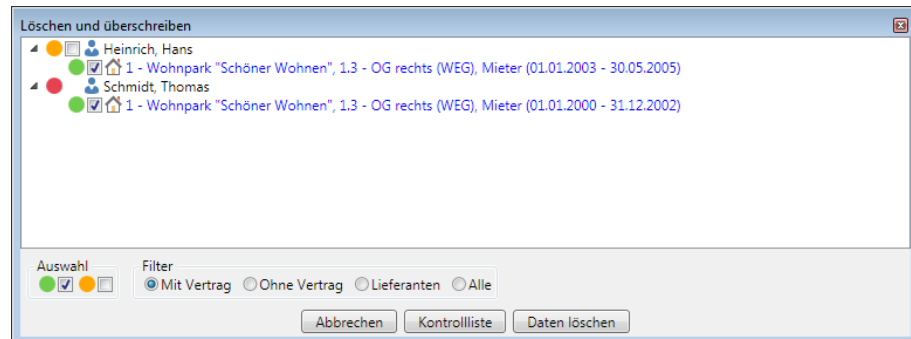 Löschen und überschreiben
Heinrich, Hans
1 - Wohnpark "Schöner Wohnen", 1.3 - OG rechts (WEG), Mieter (01.01.2003 - 30.05.2005)
Schmidt, Thomas
1 - Wohnpark "Schöner Wohnen", 1.3 - OG rechts (WEG), Mieter (01.01.2000 - 31.12.2002)
Auswahl Filter
Mit Vertrag Ohne Vertrag Lieferanten Alle
Abbrechen Kontrollliste Daten löschen